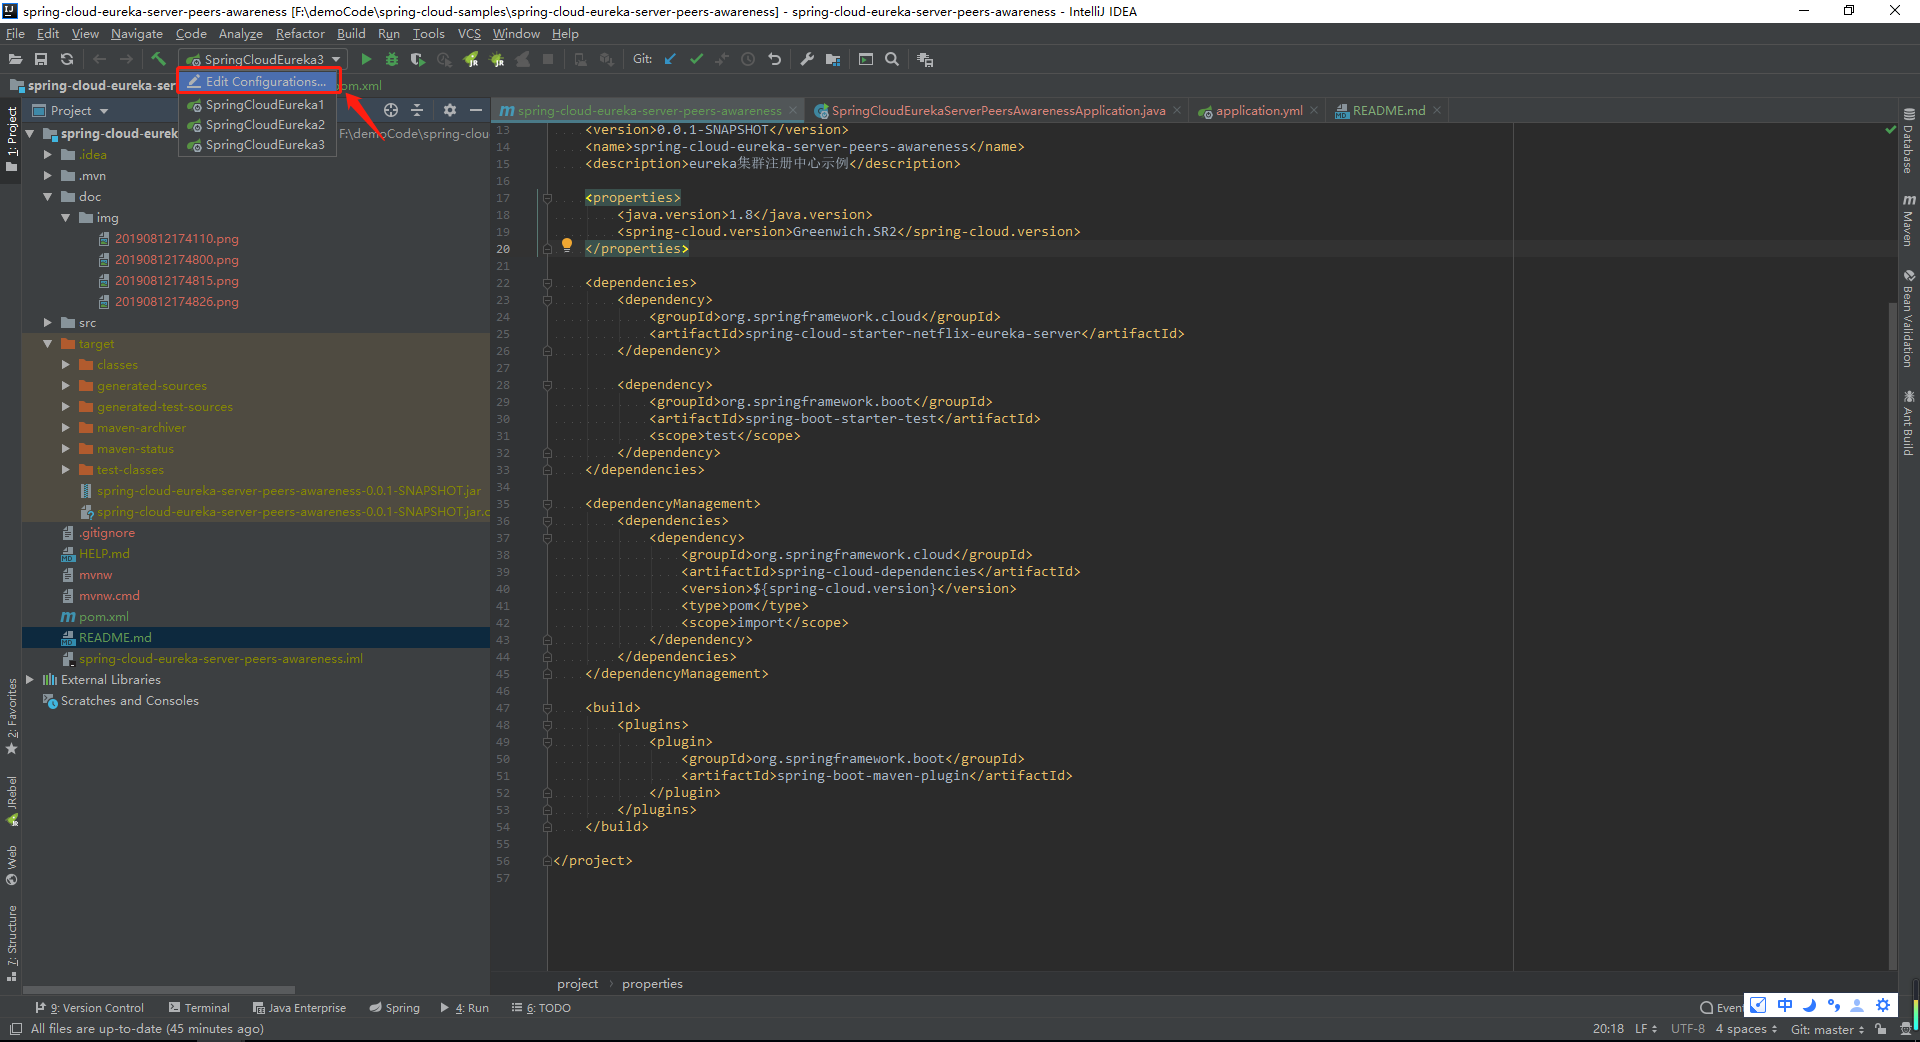 spring-cloud-eureka-server-peers-awareness [F:\demoCode\spring-cloud-samples\spring-cloud-eureka-server-peers-awareness] - spring-cloud-eureka-server-peers-awareness - IntelliJ IDEA
File Edit View Navigate Code Analyze Refactor Build Run Tools VCS Window Help
SpringCloudEureka3
Git:
spring-cloud-eureka-ser
Edit Configurations...
pom.xml
SpringCloudEureka1
SpringCloudEureka2
SpringCloudEureka3
Project
spring-cloud-eureka-server-peers-awareness
SpringCloudEurekaServerPeersAwarenessApplication.java
application.yml
README.md
spring-cloud-eurek
F:\demoCode\spring-clou
.idea
.mvn
doc
img
20190812174110.png
20190812174800.png
20190812174815.png
20190812174826.png
src
target
classes
generated-sources
generated-test-sources
maven-archiver
maven-status
test-classes
spring-cloud-eureka-server-peers-awareness-0.0.1-SNAPSHOT.jar
spring-cloud-eureka-server-peers-awareness-0.0.1-SNAPSHOT.jar.o
.gitignore
HELP.md
mvnw
mvnw.cmd
pom.xml
README.md
spring-cloud-eureka-server-peers-awareness.iml
External Libraries
Scratches and Consoles
1: Project
2: Favorites
JRebel
Web
7: Structure
13 <version>0.0.1-SNAPSHOT</version>
14 <name>spring-cloud-eureka-server-peers-awareness</name>
15 <description>eureka集群注册中心示例</description>
16
17 <properties>
18 <java.version>1.8</java.version>
19 <spring-cloud.version>Greenwich.SR2</spring-cloud.version>
20 </properties>
21
22 <dependencies>
23 <dependency>
24 <groupId>org.springframework.cloud</groupId>
25 <artifactId>spring-cloud-starter-netflix-eureka-server</artifactId>
26 </dependency>
27
28 <dependency>
29 <groupId>org.springframework.boot</groupId>
30 <artifactId>spring-boot-starter-test</artifactId>
31 <scope>test</scope>
32 </dependency>
33 </dependencies>
34
35 <dependencyManagement>
36 <dependencies>
37 <dependency>
38 <groupId>org.springframework.cloud</groupId>
39 <artifactId>spring-cloud-dependencies</artifactId>
40 <version>${spring-cloud.version}</version>
41 <type>pom</type>
42 <scope>import</scope>
43 </dependency>
44 </dependencies>
45 </dependencyManagement>
46
47 <build>
48 <plugins>
49 <plugin>
50 <groupId>org.springframework.boot</groupId>
51 <artifactId>spring-boot-maven-plugin</artifactId>
52 </plugin>
53 </plugins>
54 </build>
55
56 </project>
57
Database
Maven
Bean Validation
Ant Build
project › properties
9: Version Control
Terminal
Java Enterprise
Spring
4: Run
6: TODO
Event
中
All files are up-to-date (45 minutes ago)
20:18 LF UTF-8 4 spaces Git: master